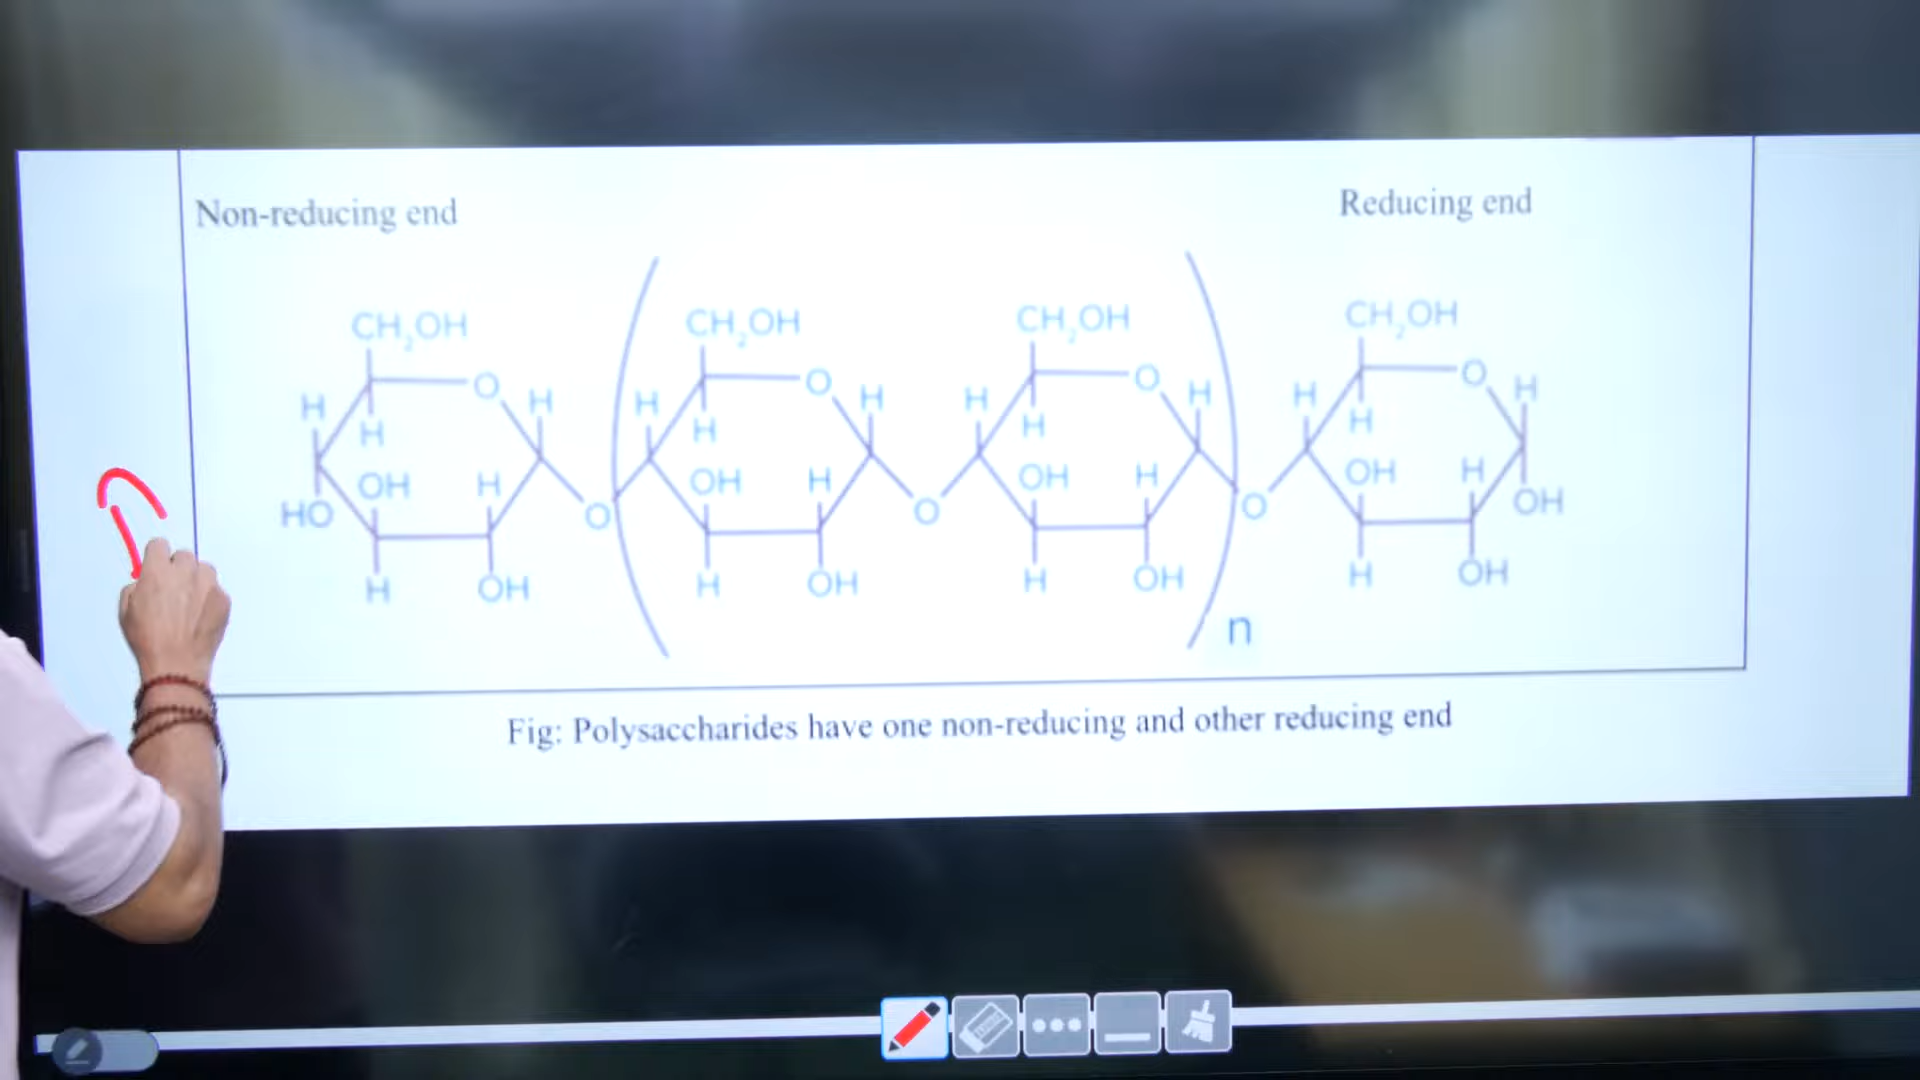 Non-reducing end Reducing end
CH₂OH CH₂OH CH₂OH CH₂OH
O O O O
H H H H H H H H
H H H H
OH H OH H OH H OH H
HO O O O OH
H OH H OH H OH H OH
n
Fig: Polysaccharides have one non-reducing and other reducing end